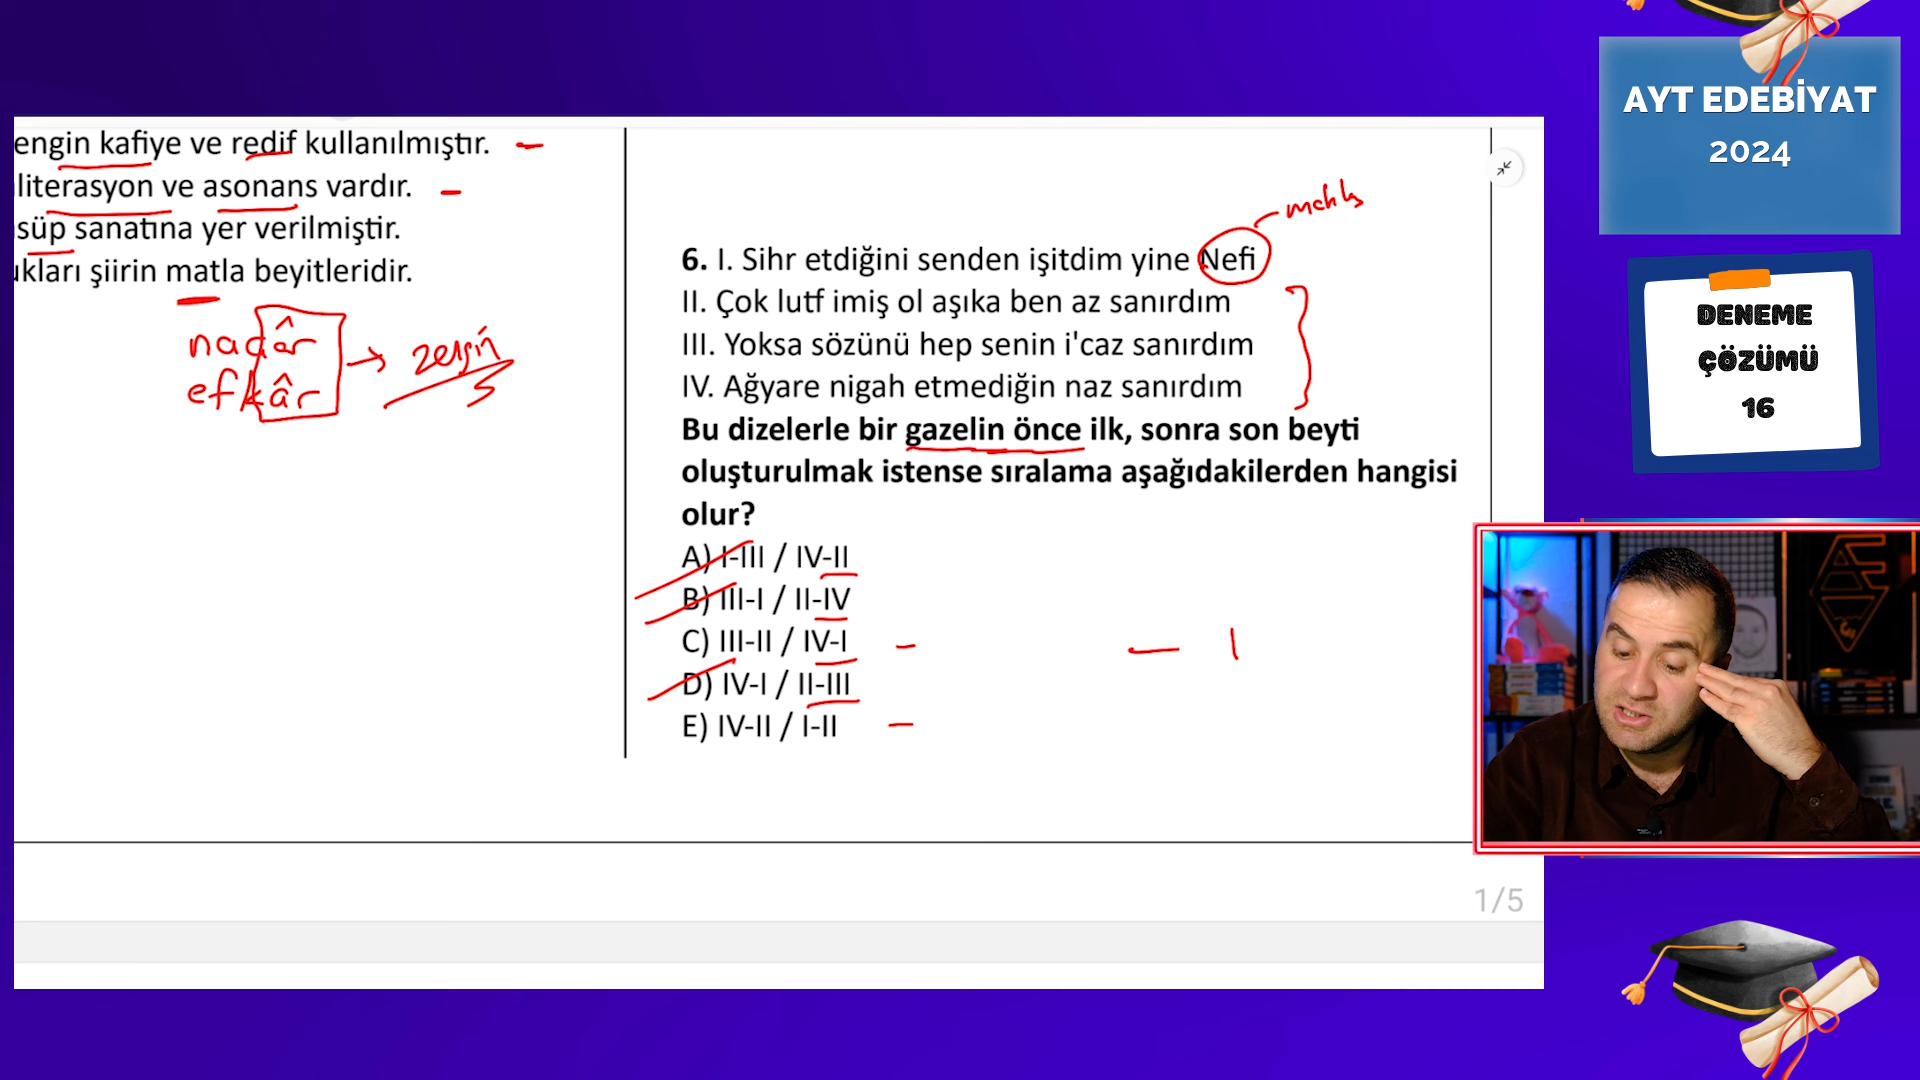 engin kafiye ve redif kullanılmıştır.
literasyon ve asonans vardır.
süp sanatına yer verilmiştir.
kları şiirin matla beyitleridir.
efkâr
zengin
mahlas
6. I. Sihr etdiğini senden işitdim yine Nefi
II. Çok lutf imiş ol aşıka ben az sanırdım
III. Yoksa sözünü hep senin i'caz sanırdım
IV. Ağyare nigah etmediğin naz sanırdım
Bu dizelerle bir gazelin önce ilk, sonra son beyti
oluşturulmak istense sıralama aşağıdakilerden hangisi
olur?
A) I-III / IV-II
B) III-I / II-IV
C) III-II / IV-I
D) IV-I / II-III
E) IV-II / I-II
1/5
AYT EDEBİYAT
2024
DENEME
ÇÖZÜMÜ
16